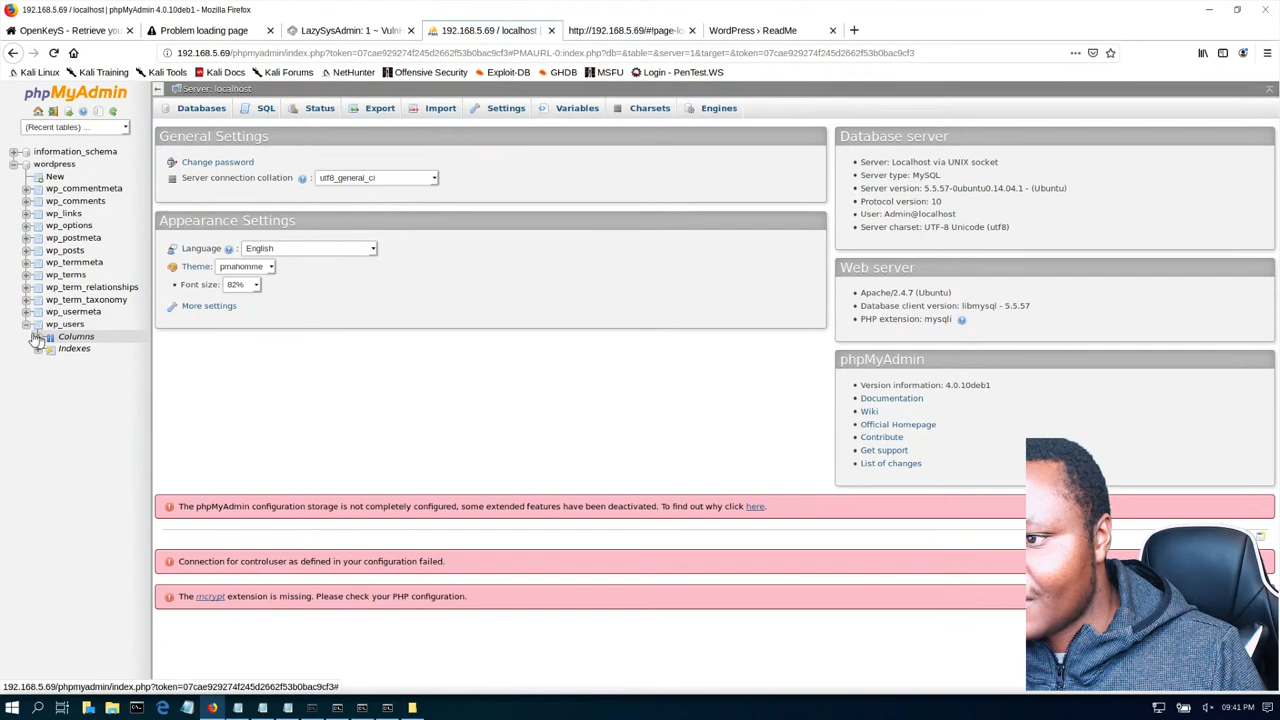 192.168.5.69 / localhost | phpMyAdmin 4.0.10deb1 - Mozilla Firefox
OpenKeyS - Retrieve you
Problem loading page
LazySysAdmin: 1 ~ Vuln
192.168.5.69 / localhost |
http://192.168.5.69/#!page-lo
WordPress › ReadMe
192.168.5.69/phpmyadmin/index.php?token=07cae929274f245d2662f53b0bac9cf3#PMAURL-0:index.php?db=&table=&server=1&target=&token=07cae929274f245d2662f53b0bac9cf3
Kali Linux
Kali Training
Kali Tools
Kali Docs
Kali Forums
NetHunter
Offensive Security
Exploit-DB
GHDB
MSFU
Login - PenTest.WS
phpMyAdmin
(Recent tables) ...
information_schema
wordpress
New
wp_commentmeta
wp_comments
wp_links
wp_options
wp_postmeta
wp_posts
wp_termmeta
wp_terms
wp_term_relationships
wp_term_taxonomy
wp_usermeta
wp_users
Columns
Indexes
Server: localhost
Databases
SQL
Status
Export
Import
Settings
Variables
Charsets
Engines
General Settings
Change password
Server connection collation : utf8_general_ci
Appearance Settings
Language : English
Theme: pmahomme
• Font size: 82%
More settings
Database server
• Server: Localhost via UNIX socket
• Server type: MySQL
• Server version: 5.5.57-0ubuntu0.14.04.1 - (Ubuntu)
• Protocol version: 10
• User: Admin@localhost
• Server charset: UTF-8 Unicode (utf8)
Web server
• Apache/2.4.7 (Ubuntu)
• Database client version: libmysql - 5.5.57
• PHP extension: mysqli
phpMyAdmin
• Version information: 4.0.10deb1
• Documentation
• Wiki
• Official Homepage
• Contribute
• Get support
• List of changes
The phpMyAdmin configuration storage is not completely configured, some extended features have been deactivated. To find out why click here.
Connection for controluser as defined in your configuration failed.
The mcrypt extension is missing. Please check your PHP configuration.
192.168.5.69/phpmyadmin/index.php?token=07cae929274f245d2662f53b0bac9cf3#
09:41 PM